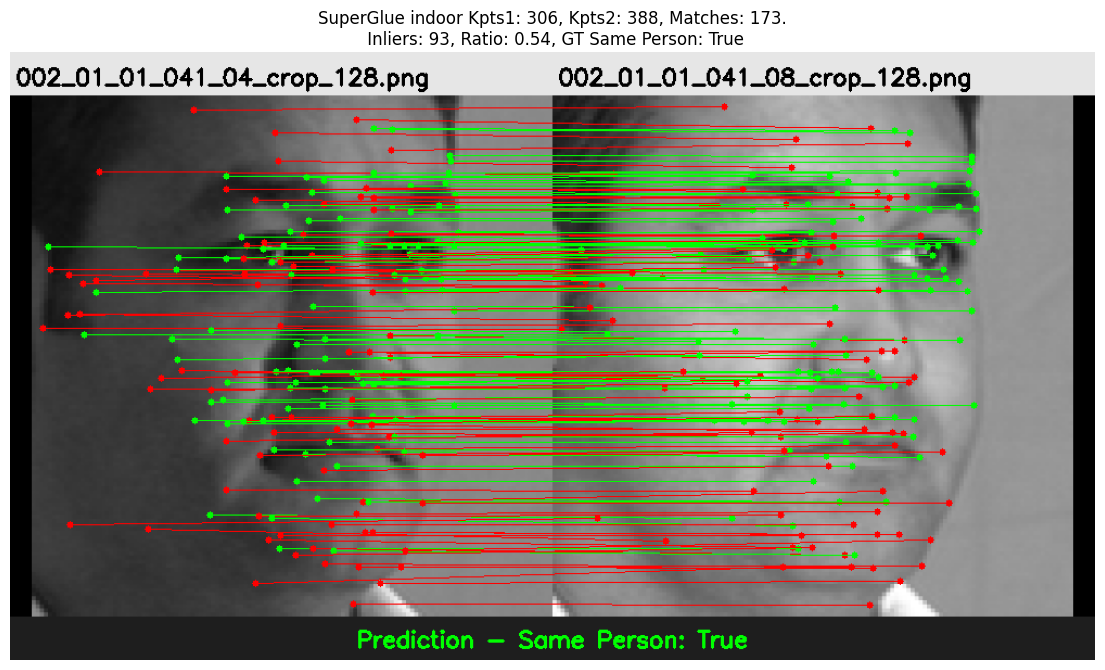 SuperGlue indoor Kpts1: 306, Kpts2: 388, Matches: 173.
Inliers: 93, Ratio: 0.54, GT Same Person: True
002_01_01_041_04_crop_128.png
002_01_01_041_08_crop_128.png
Prediction - Same Person: True